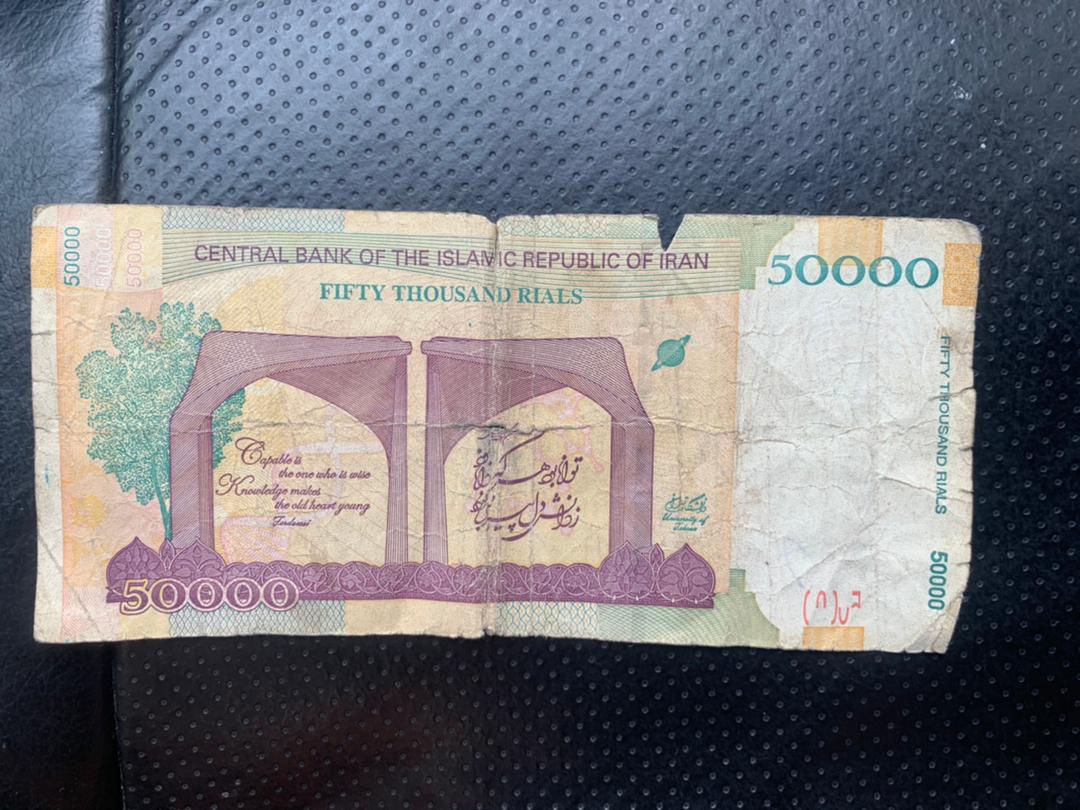 50000
50000
50000
CENTRAL BANK OF THE ISLAMIC REPUBLIC OF IRAN
FIFTY THOUSAND RIALS
50000
Capable is
the one who is wise
Knowledge makes
the old heart young
Ferdowsi
توانا بود هر که دانا بود
ز دانش دل پیر برنا بود
دانشگاه تهران
University of
Tehran
50000
FIFTY THOUSAND RIALS
50000